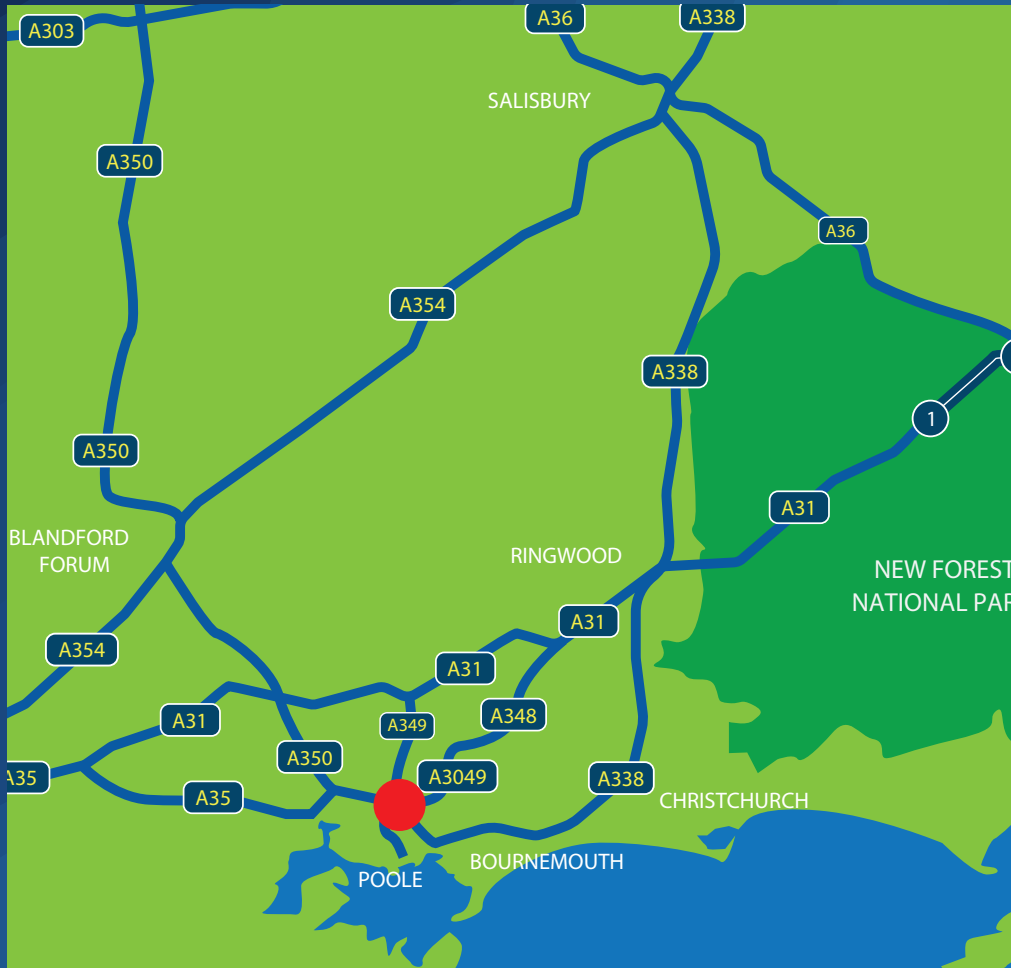 A303
A36
A338
SALISBURY
A350
A36
A354
A338
1
A350
A31
BLANDFORD
FORUM
RINGWOOD
NEW FOREST
NATIONAL PAR
A31
A354
A31
A31
A348
A349
A350
A3049
A35
A338
A35
CHRISTCHURCH
BOURNEMOUTH
POOLE